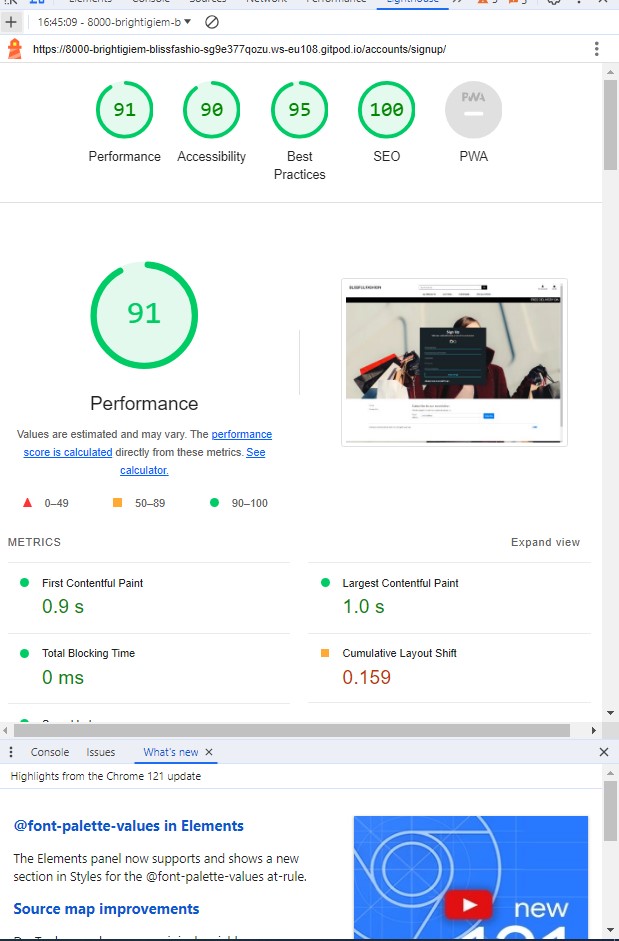 Elements Console Sources Network Performance Lighthouse
16:45:09 - 8000-brightigiem-b
https://8000-brightigiem-blissfashio-sg9e377qozu.ws-eu108.gitpod.io/accounts/signup/
91 90 95 100 PWA
Performance Accessibility Best Practices SEO PWA
91
BLISSFUL FASHION
Sign Up
Performance
Values are estimated and may vary. The performance
score is calculated directly from these metrics. See
calculator.
0–49 50–89 90–100
METRICS Expand view
First Contentful Paint
0.9 s
Largest Contentful Paint
1.0 s
Total Blocking Time
0 ms
Cumulative Layout Shift
0.159
Console Issues What's new
Highlights from the Chrome 121 update
@font-palette-values in Elements
The Elements panel now supports and shows a new
section in Styles for the @font-palette-values at-rule.
Source map improvements
new
121